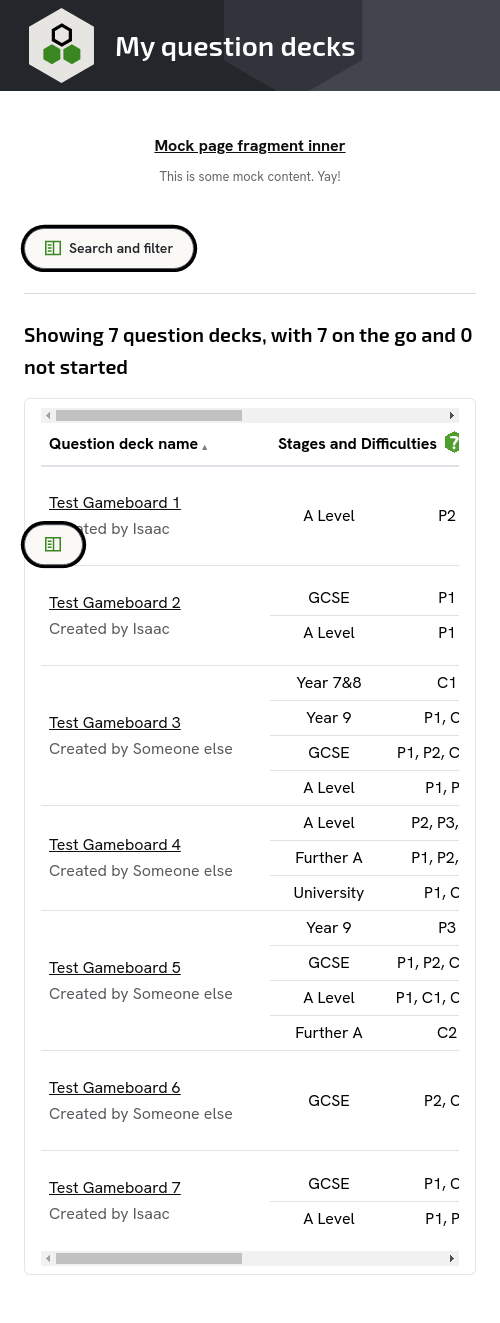 My question decks
Mock page fragment inner
This is some mock content. Yay!
Search and filter
Showing 7 question decks, with 7 on the go and 0
not started
Question deck name ▲ Stages and Difficulties ?
Test Gameboard 1
ted by Isaac
A Level P2
Test Gameboard 2
Created by Isaac
GCSE P1
A Level P1
Test Gameboard 3
Created by Someone else
Year 7&8 C1
Year 9 P1, C
GCSE P1, P2, C
A Level P1, P
Test Gameboard 4
Created by Someone else
A Level P2, P3,
Further A P1, P2,
University P1, C
Test Gameboard 5
Created by Someone else
Year 9 P3
GCSE P1, P2, C
A Level P1, C1, C
Further A C2
Test Gameboard 6
Created by Someone else
GCSE P2, C
Test Gameboard 7
Created by Isaac
GCSE P1, C
A Level P1, P